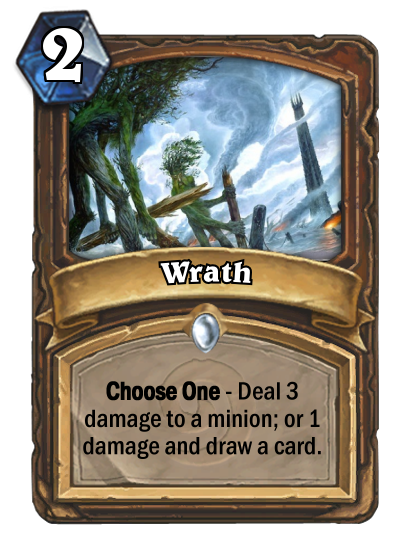 2
Wrath
Choose One - Deal 3
damage to a minion; or 1
damage and draw a card.